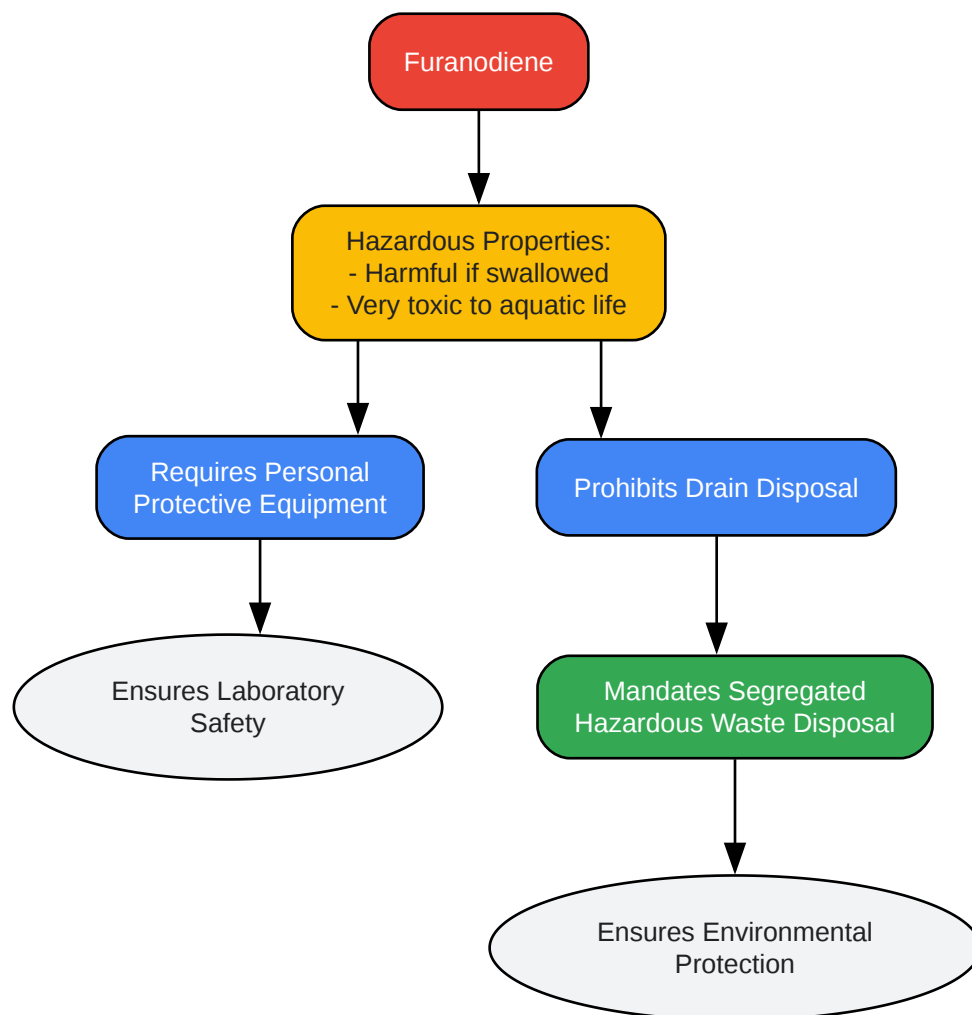 Furanodiene
Hazardous Properties:
- Harmful if swallowed
- Very toxic to aquatic life
Requires Personal
Protective Equipment
Prohibits Drain Disposal
Ensures Laboratory
Safety
Mandates Segregated
Hazardous Waste Disposal
Ensures Environmental
Protection